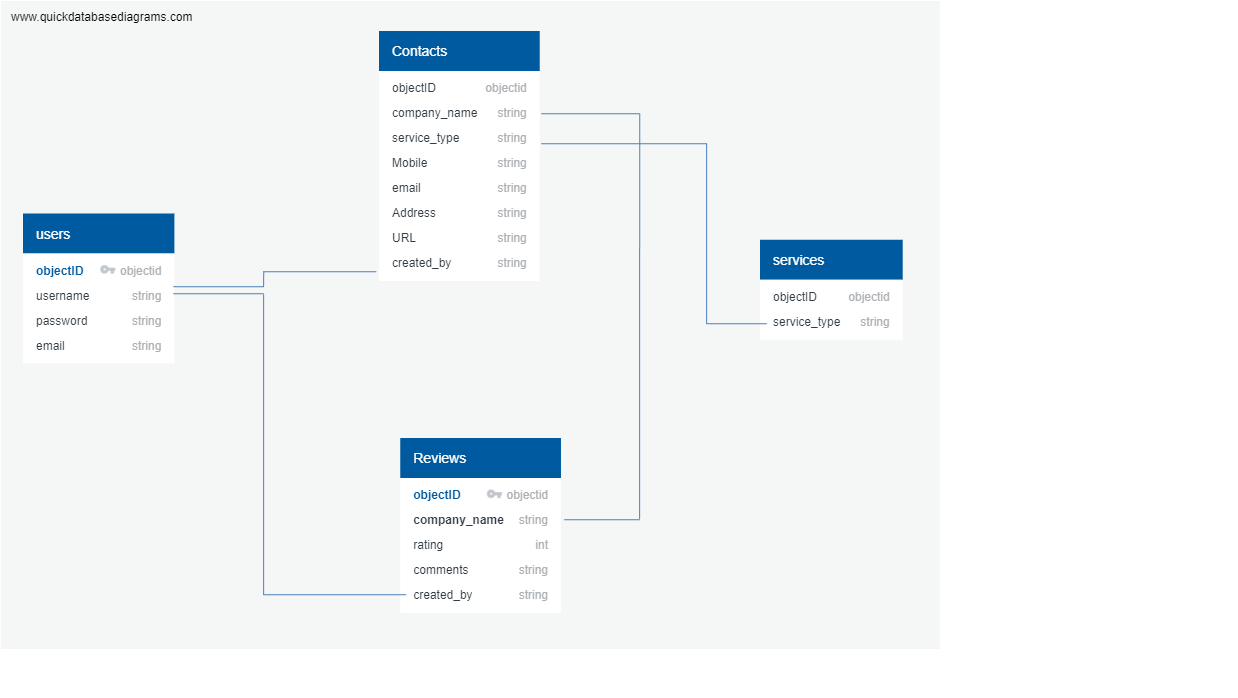 www.quickdatabasediagrams.com
Contacts
objectID objectid
company_name string
service_type string
Mobile string
email string
Address string
URL string
created_by string
users
objectID objectid
username string
password string
email string
services
objectID objectid
service_type string
Reviews
objectID objectid
company_name string
rating int
comments string
created_by string